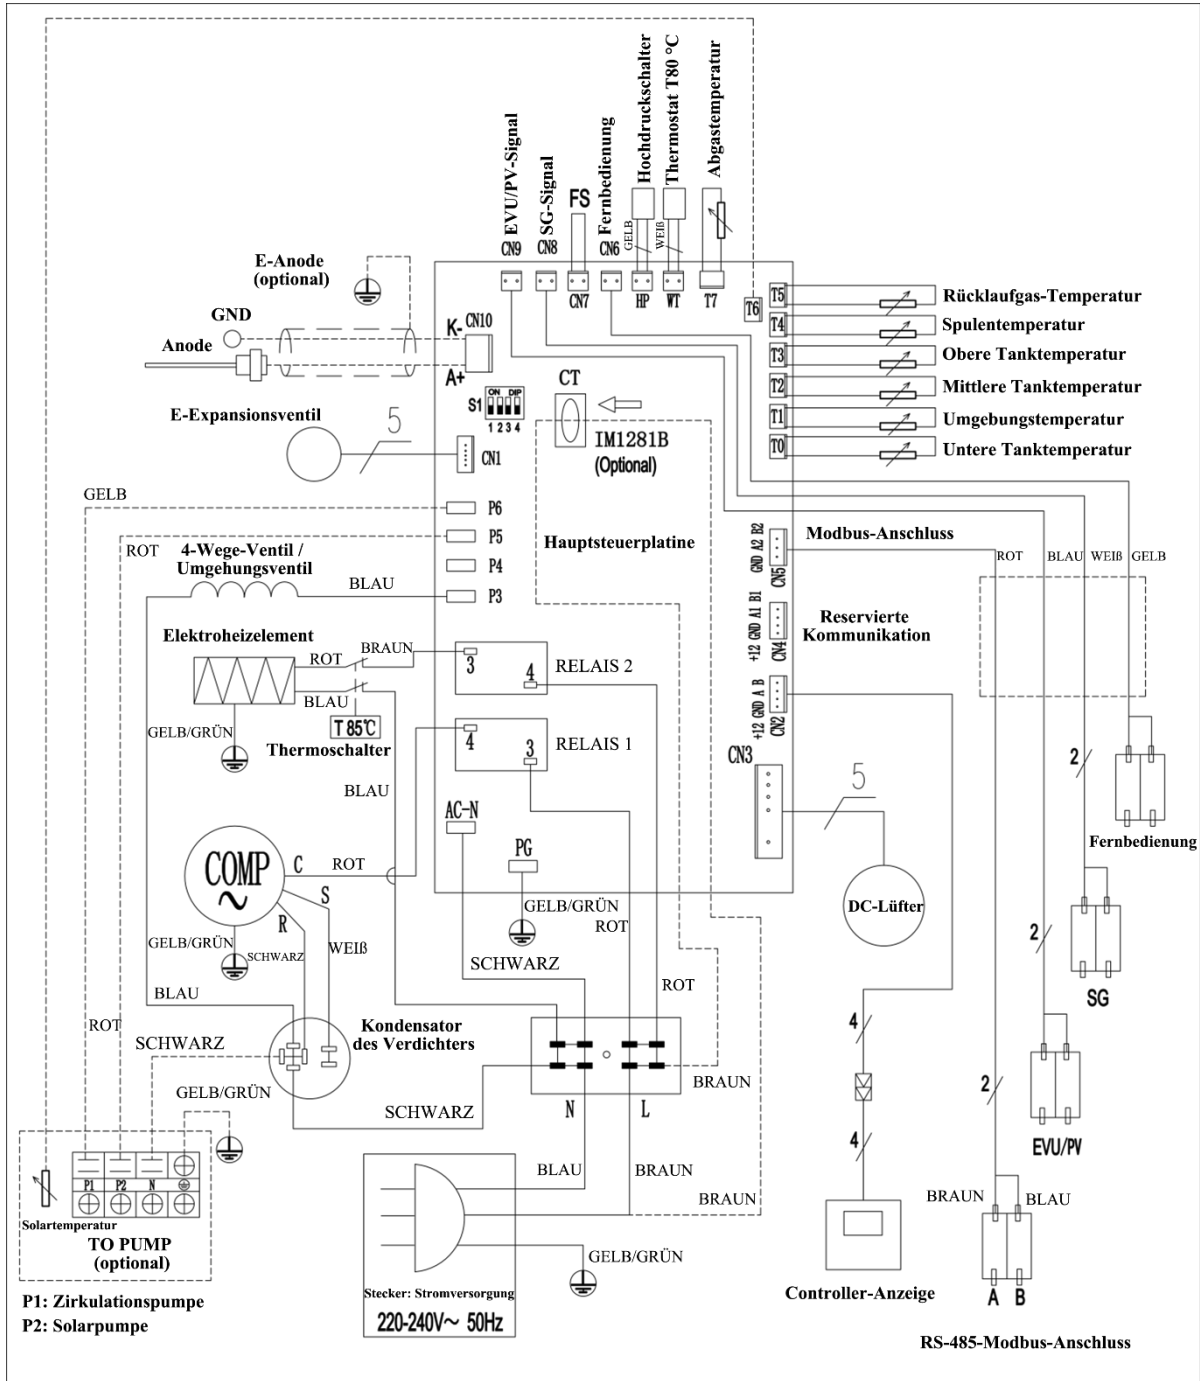 EVU/PV-Signal
SG-Signal
FS
Fernbedienung
Hochdruckschalter
Thermostat T80 °C
Abgastemperatur
CN9
CN8
CN7
CN6
GELB
HP
WEIß
WT
T7
T6
E-Anode
(optional)
GND
Anode
K-
CN10
A+
S1
ON DIP
1 2 3 4
CT
IM1281B
(Optional)
T5
Rücklaufgas-Temperatur
T4
Spulentemperatur
T3
Obere Tanktemperatur
T2
Mittlere Tanktemperatur
T1
Umgebungstemperatur
T0
Untere Tanktemperatur
E-Expansionsventil
5
CN1
GELB
P6
ROT
P5
P4
4-Wege-Ventil /
Umgehungsventil
BLAU
P3
Hauptsteuerplatine
GND A2 B2
CN5
Modbus-Anschluss
ROT
BLAU
WEIß
GELB
+12 GND A1 B1
CN4
Reservierte
Kommunikation
+12 GND A B
CN2
CN3
5
Elektroheizelement
ROT
BRAUN
3
4
RELAIS 2
BLAU
GELB/GRÜN
T 85℃
Thermoschalter
4
3
RELAIS 1
BLAU
AC-N
PG
COMP
~
C
ROT
S
R
GELB/GRÜN
SCHWARZ
WEIß
GELB/GRÜN
ROT
SCHWARZ
ROT
DC-Lüfter
2
Fernbedienung
2
SG
BLAU
ROT
SCHWARZ
Kondensator
des Verdichters
GELB/GRÜN
SCHWARZ
N
L
BRAUN
4
4
2
EVU/PV
BLAU
BRAUN
BRAUN
GELB/GRÜN
Stecker: Stromversorgung
220-240V~ 50Hz
P1
P2
N
Solartemperatur
TO PUMP
(optional)
P1: Zirkulationspumpe
P2: Solarpumpe
Controller-Anzeige
BRAUN
BLAU
A
B
RS-485-Modbus-Anschluss